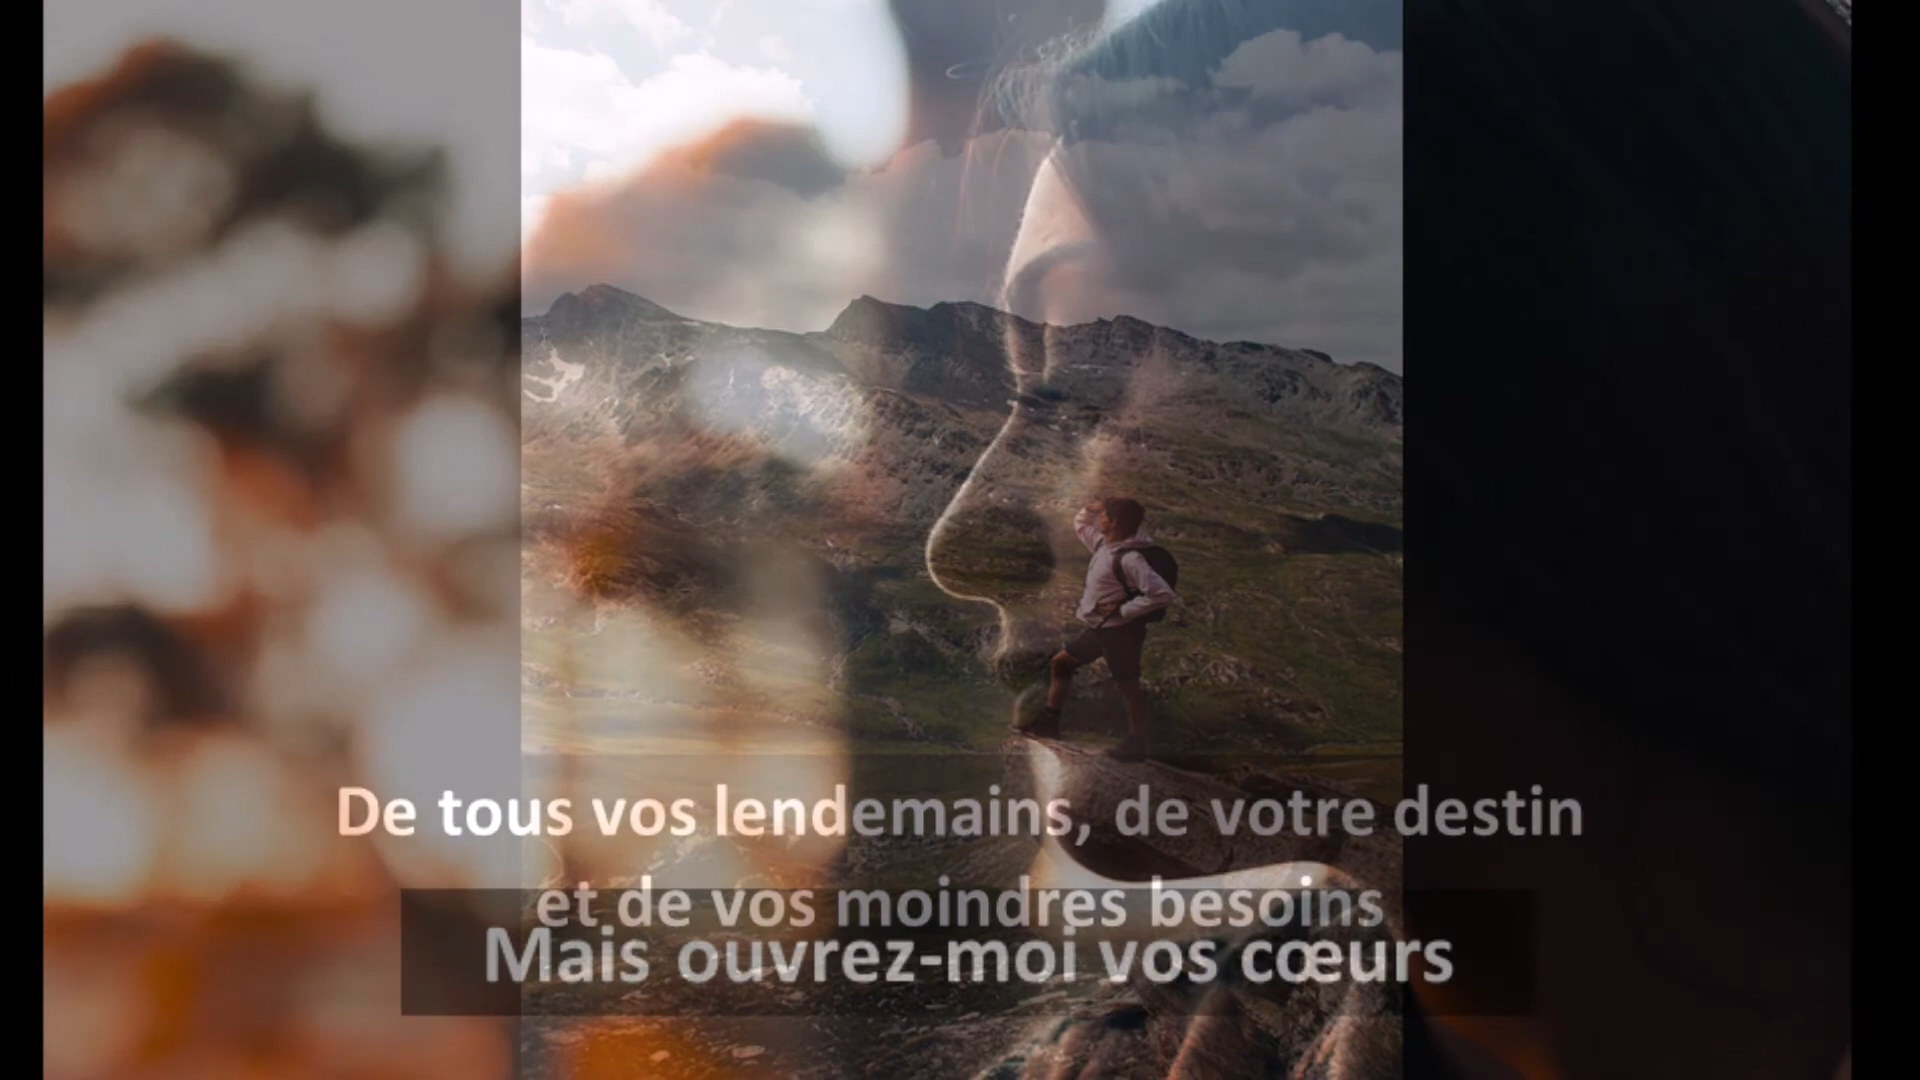 De tous vos lendemains, de votre destin
et de vos moindres besoins
Mais ouvrez-moi vos cœurs